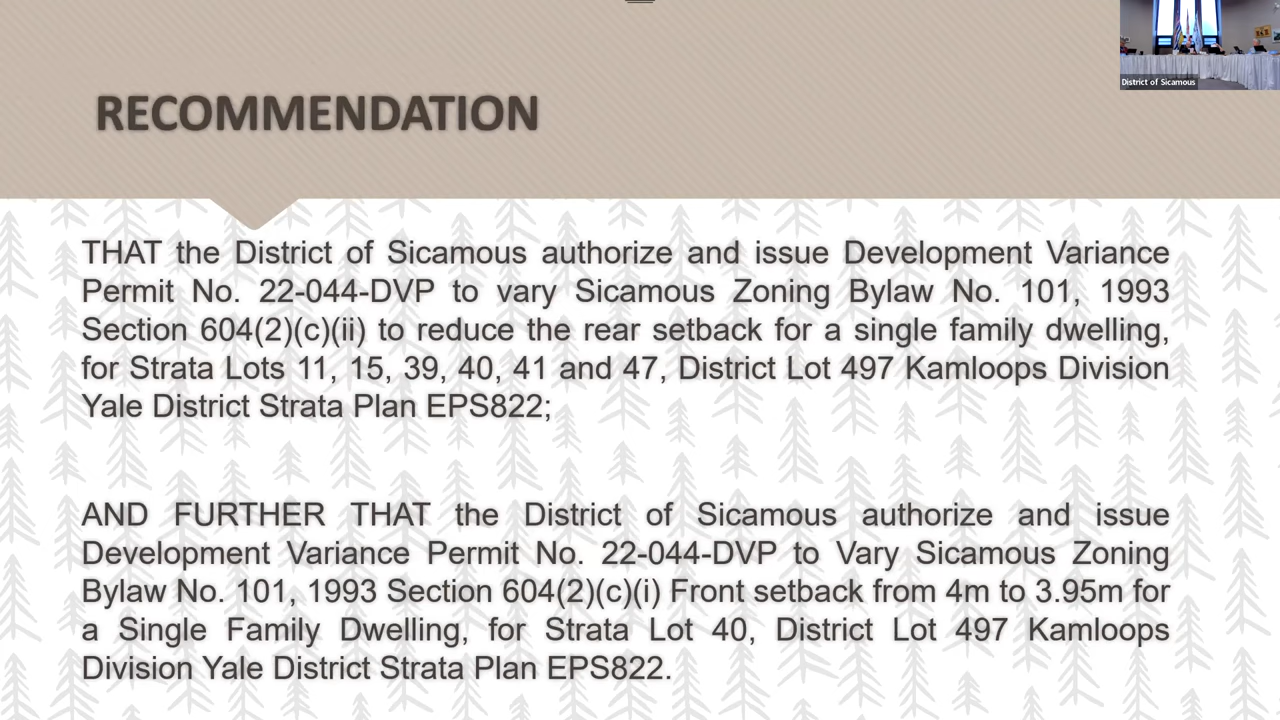 District of Sicamous
RECOMMENDATION
THAT the District of Sicamous authorize and issue Development Variance
Permit No. 22-044-DVP to vary Sicamous Zoning Bylaw No. 101, 1993
Section 604(2)(c)(ii) to reduce the rear setback for a single family dwelling,
for Strata Lots 11, 15, 39, 40, 41 and 47, District Lot 497 Kamloops Division
Yale District Strata Plan EPS822;
AND FURTHER THAT the District of Sicamous authorize and issue
Development Variance Permit No. 22-044-DVP to Vary Sicamous Zoning
Bylaw No. 101, 1993 Section 604(2)(c)(i) Front setback from 4m to 3.95m for
a Single Family Dwelling, for Strata Lot 40, District Lot 497 Kamloops
Division Yale District Strata Plan EPS822.